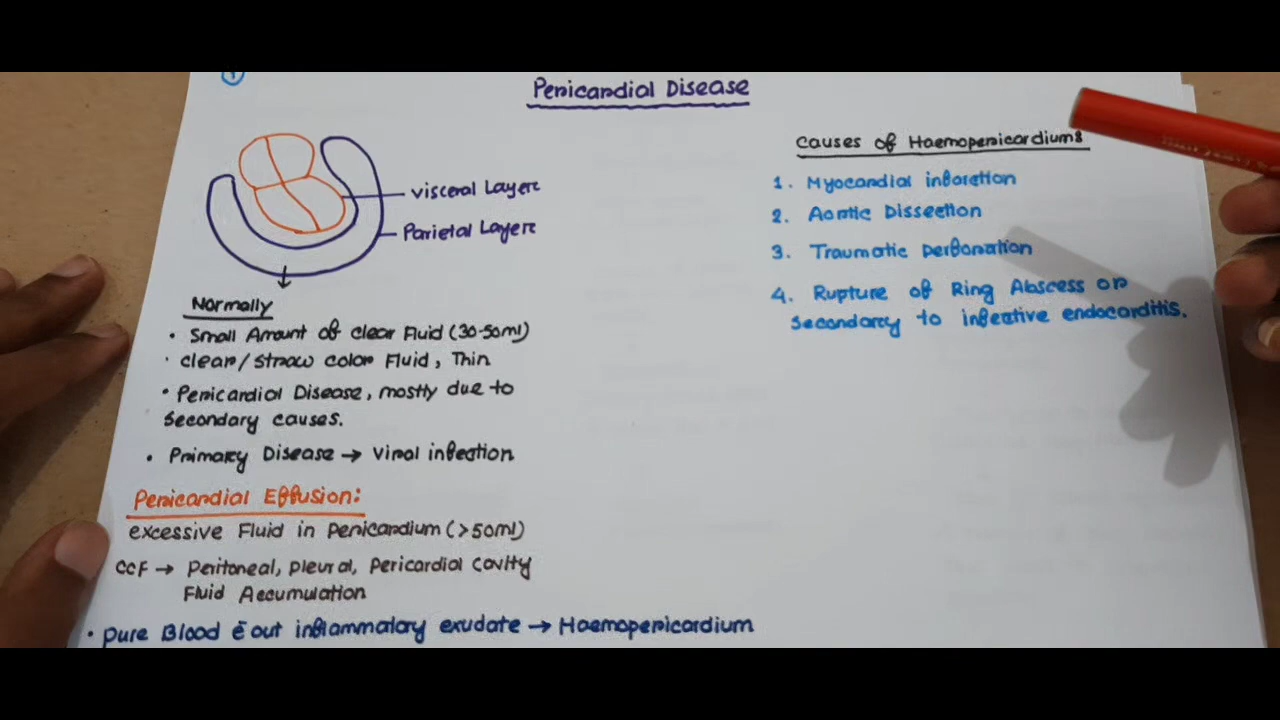 1
Pericardial Disease
visceral Layer:
Parietal Layer:
Normally
• Small Amount of clear Fluid (30-50ml)
• clear/straw color Fluid, Thin
• Pericardial Disease, mostly due to
Secondary causes.
• Primary Disease → Viral infection
Pericardial Effusion:
excessive Fluid in Pericardium (>50ml)
CCF → Peritoneal, pleural, Pericardial cavity
Fluid Accumulation
• Pure Blood c̄ out inflammatory exudate → Haemopericardium
Causes of Haemopericardium:
1. Myocardial infarction
2. Aortic Dissection
3. Traumatic perforation
4. Rupture of Ring Abscess or
Secondary to infective endocarditis.